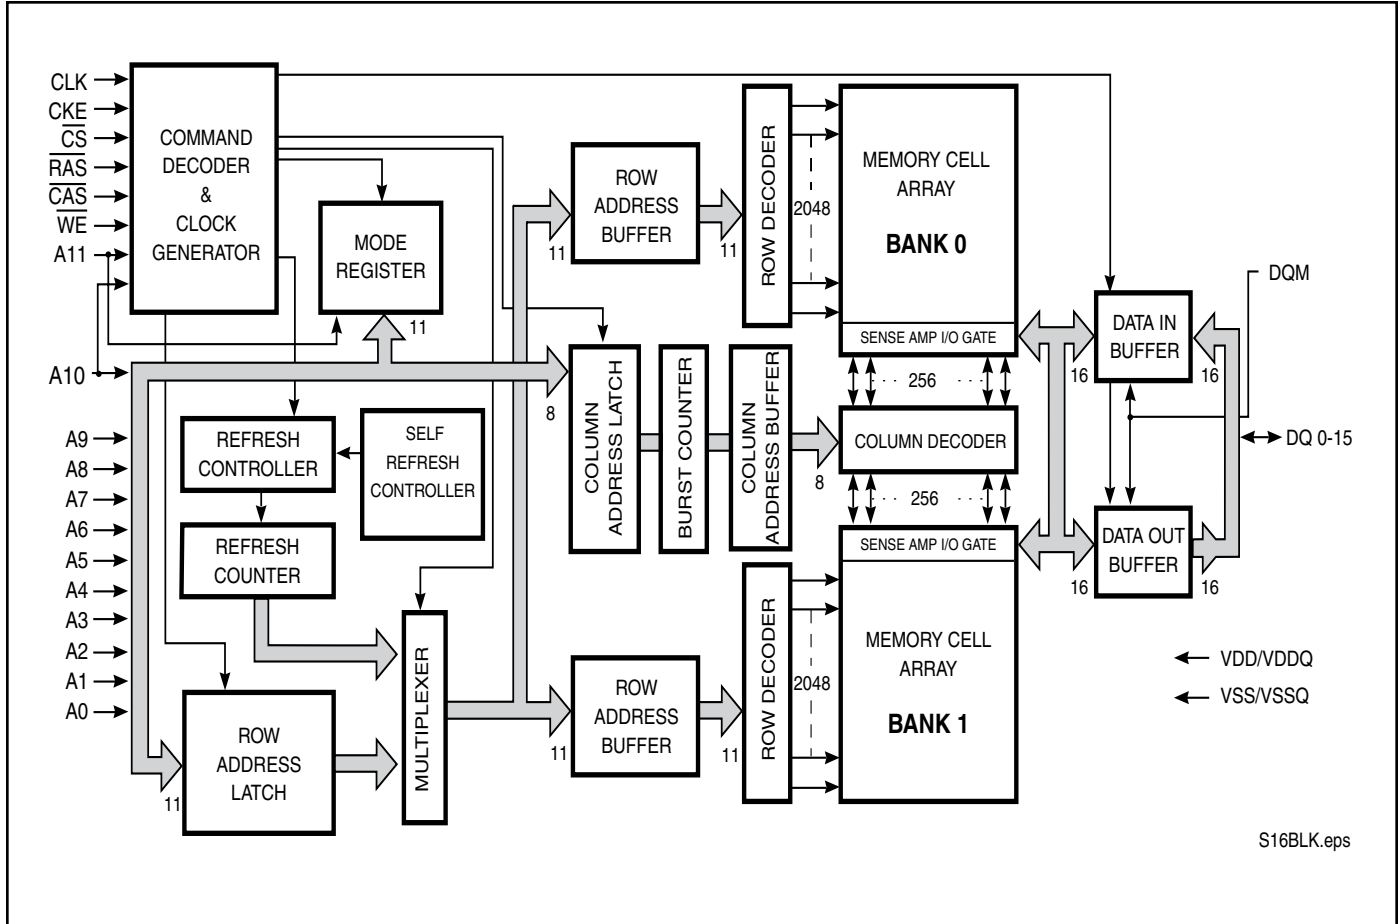 CLK
CKE
CS
RAS
CAS
WE
A11
A10
A9
A8
A7
A6
A5
A4
A3
A2
A1
A0
COMMAND
DECODER
&
CLOCK
GENERATOR
MODE
REGISTER
11
REFRESH
CONTROLLER
SELF
REFRESH
CONTROLLER
REFRESH
COUNTER
ROW
ADDRESS
LATCH
11
MULTIPLEXER
ROW
ADDRESS
BUFFER
11
11
ROW DECODER
2048
MEMORY CELL
ARRAY
BANK 0
SENSE AMP I/O GATE
8
COLUMN
ADDRESS LATCH
BURST COUNTER
COLUMN
ADDRESS BUFFER
8
256
COLUMN DECODER
256
SENSE AMP I/O GATE
MEMORY CELL
ARRAY
BANK 1
ROW
ADDRESS
BUFFER
11
11
ROW DECODER
2048
DQM
DATA IN
BUFFER
16
16
DQ 0-15
DATA OUT
BUFFER
16
16
VDD/VDDQ
VSS/VSSQ
S16BLK.eps